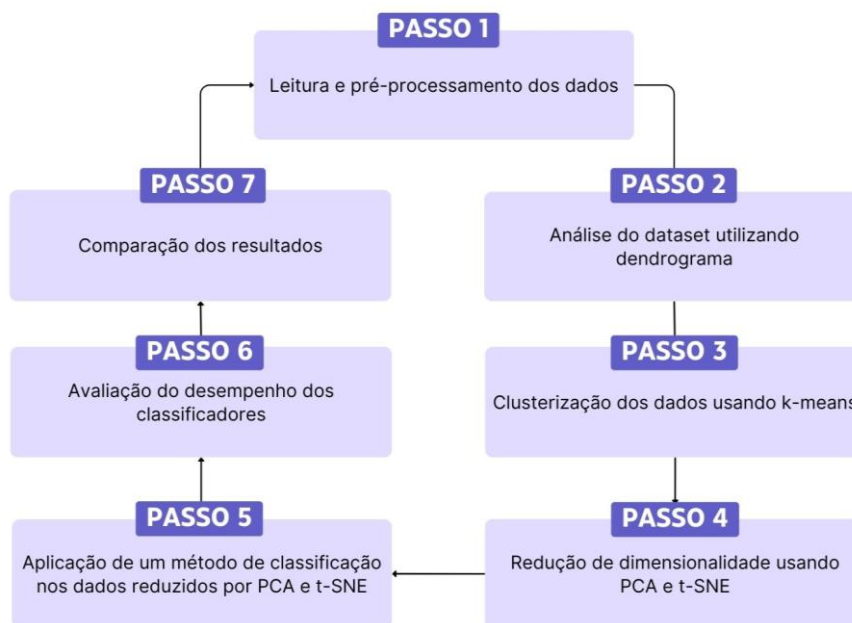 PASSO 1
Leitura e pré-processamento dos dados
PASSO 2
Análise do dataset utilizando
dendrograma
PASSO 3
Clusterização dos dados usando k-means
PASSO 4
Redução de dimensionalidade usando
PCA e t-SNE
PASSO 5
Aplicação de um método de classificação
nos dados reduzidos por PCA e t-SNE
PASSO 6
Avaliação do desempenho dos
classificadores
PASSO 7
Comparação dos resultados